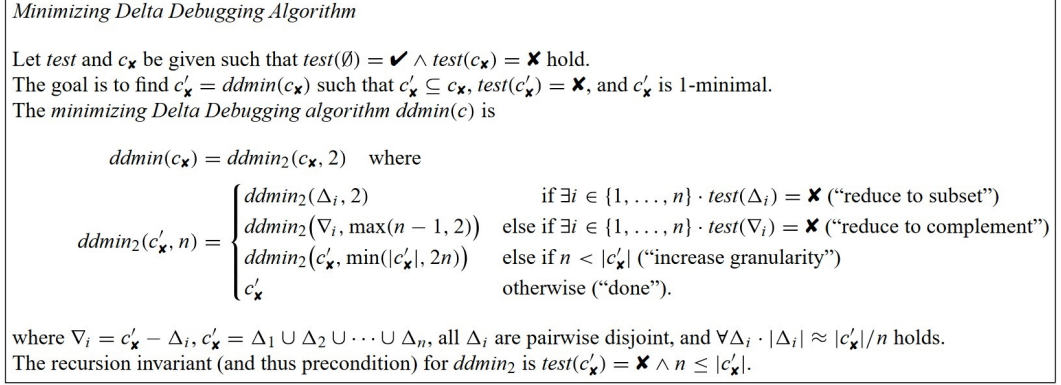 Minimizing Delta Debugging Algorithm
Let test and c✘ be given such that test(∅) = ✔ ∧ test(c✘) = ✘ hold.
The goal is to find c′✘ = ddmin(c✘) such that c′✘ ⊆ c✘, test(c′✘) = ✘, and c′✘ is 1-minimal.
The minimizing Delta Debugging algorithm ddmin(c) is
ddmin(c✘) = ddmin₂(c✘, 2) where
ddmin₂(c′✘, n) = {
ddmin₂(Δᵢ, 2) if ∃i ∈ {1, . . . , n} · test(Δᵢ) = ✘ (“reduce to subset”)
ddmin₂(∇ᵢ, max(n − 1, 2)) else if ∃i ∈ {1, . . . , n} · test(∇ᵢ) = ✘ (“reduce to complement”)
ddmin₂(c′✘, min(|c′✘|, 2n)) else if n < |c′✘| (“increase granularity”)
c′✘ otherwise (“done”).
where ∇ᵢ = c′✘ − Δᵢ, c′✘ = Δ₁ ∪ Δ₂ ∪ · · · ∪ Δₙ, all Δᵢ are pairwise disjoint, and ∀Δᵢ · |Δᵢ| ≈ |c′✘|/n holds.
The recursion invariant (and thus precondition) for ddmin₂ is test(c′✘) = ✘ ∧ n ≤ |c′✘|.